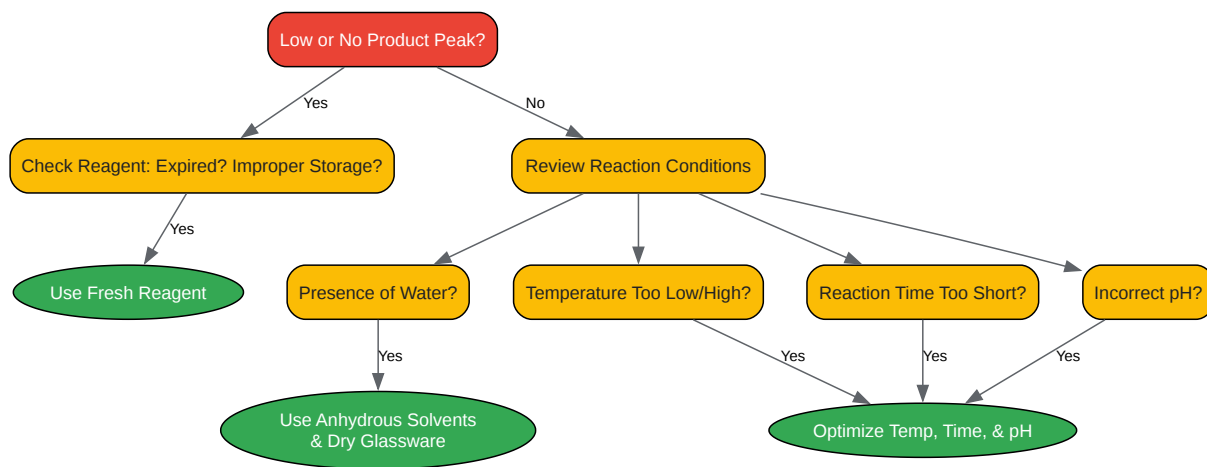 Low or No Product Peak?
Yes
No
Check Reagent: Expired? Improper Storage?
Review Reaction Conditions
Yes
Use Fresh Reagent
Presence of Water?
Temperature Too Low/High?
Reaction Time Too Short?
Incorrect pH?
Yes
Yes
Yes
Yes
Use Anhydrous Solvents
& Dry Glassware
Optimize Temp, Time, & pH